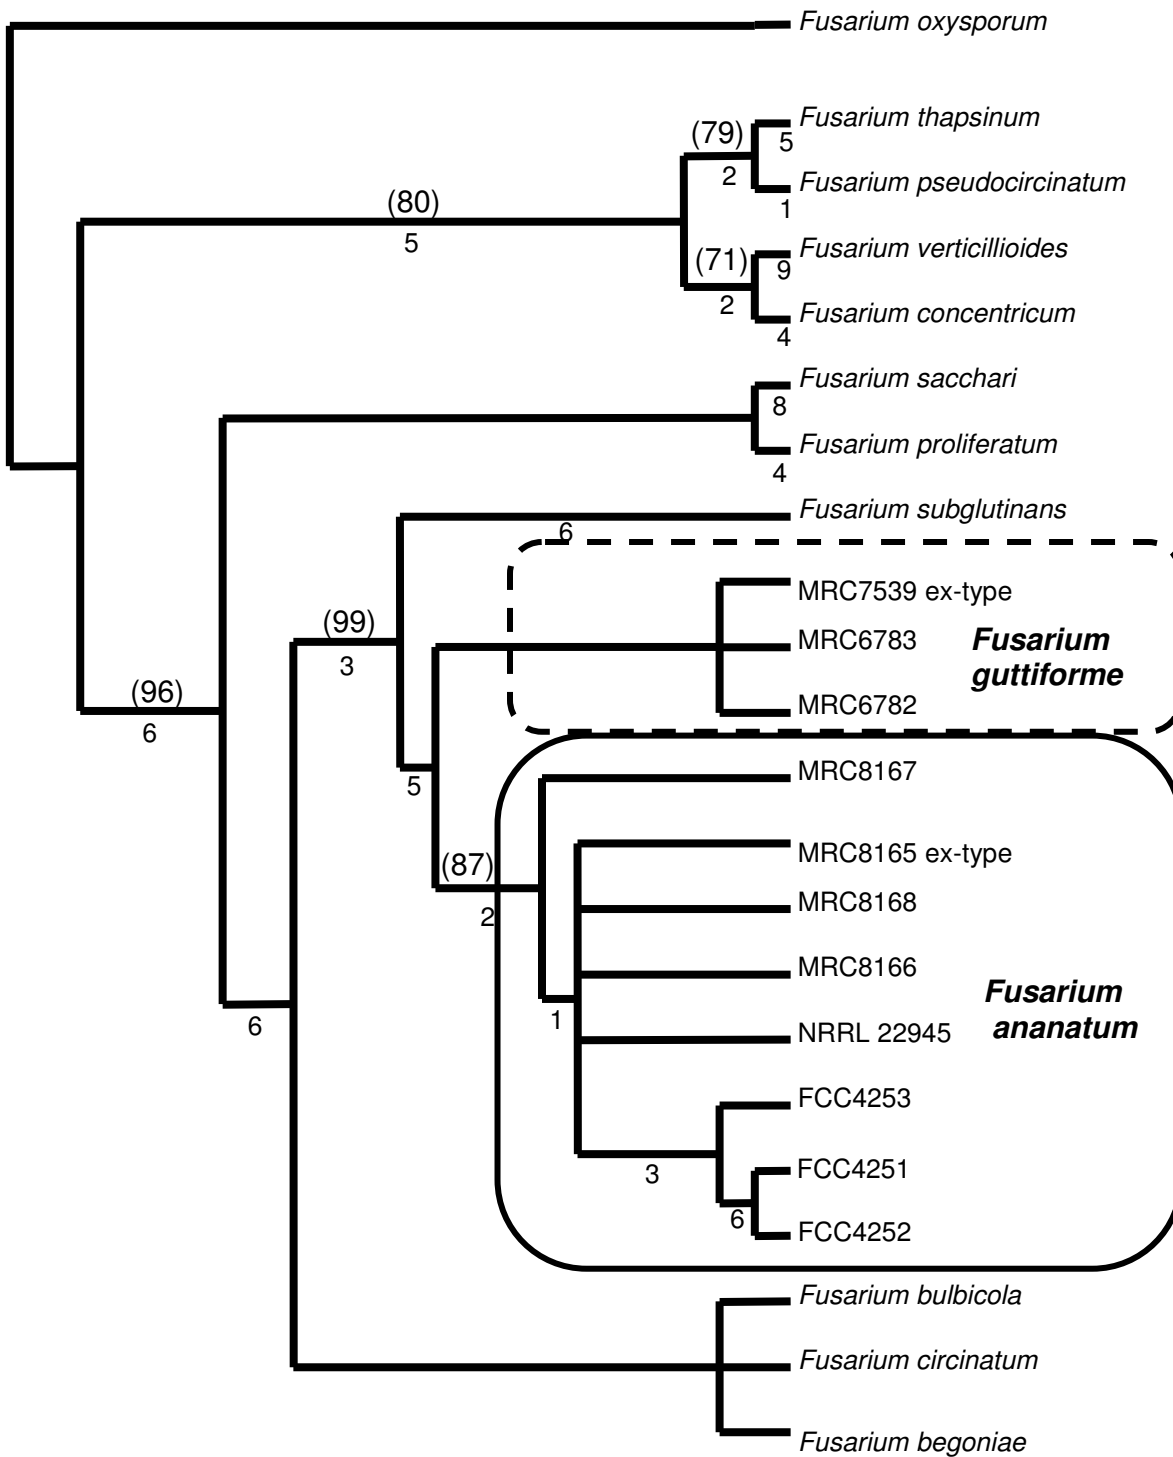 Fusarium oxysporum
Fusarium thapsinum
(79)
5
2
Fusarium pseudocircinatum
1
(80)
5
Fusarium verticillioides
(71)
9
2
Fusarium concentricum
4
Fusarium sacchari
8
Fusarium proliferatum
4
Fusarium subglutinans
6
MRC7539 ex-type
(99)
3
MRC6783
Fusarium
guttiforme
(96)
6
MRC6782
MRC8167
5
MRC8165 ex-type
(87)
2
MRC8168
MRC8166
Fusarium
ananatum
1
6
NRRL 22945
FCC4253
3
FCC4251
6
FCC4252
Fusarium bulbicola
Fusarium circinatum
Fusarium begoniae